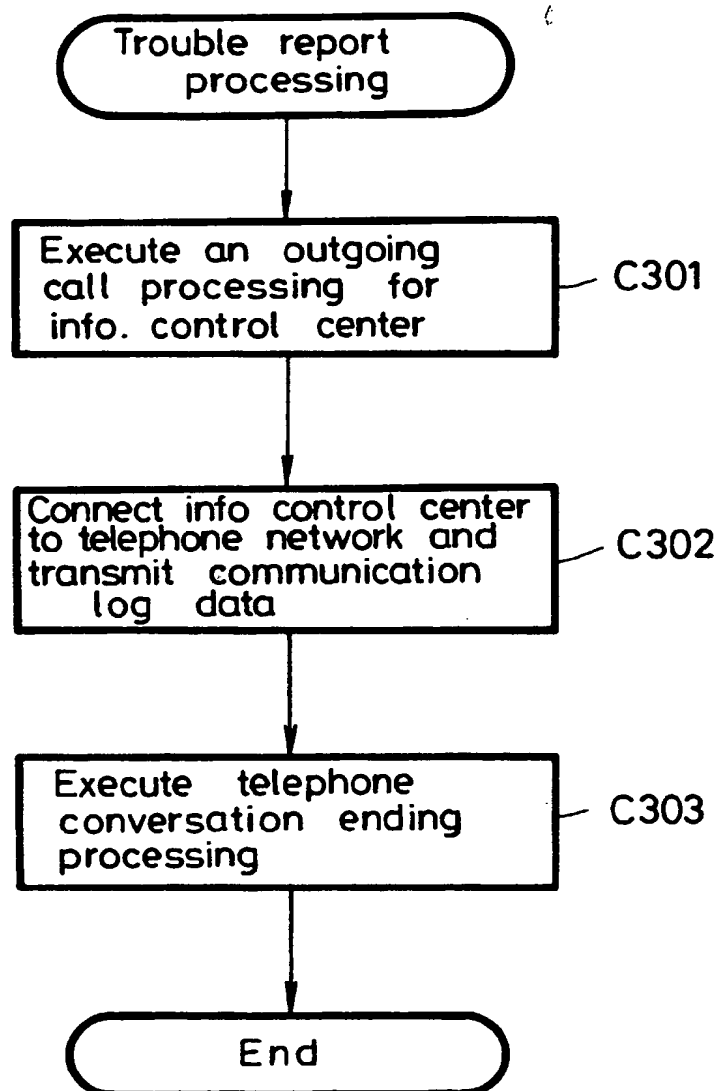 Trouble report
processing
Execute an outgoing
call processing for
info. control center
C301
Connect info control center
to telephone network and
transmit communication
log data
C302
Execute telephone
conversation ending
processing
C303
End